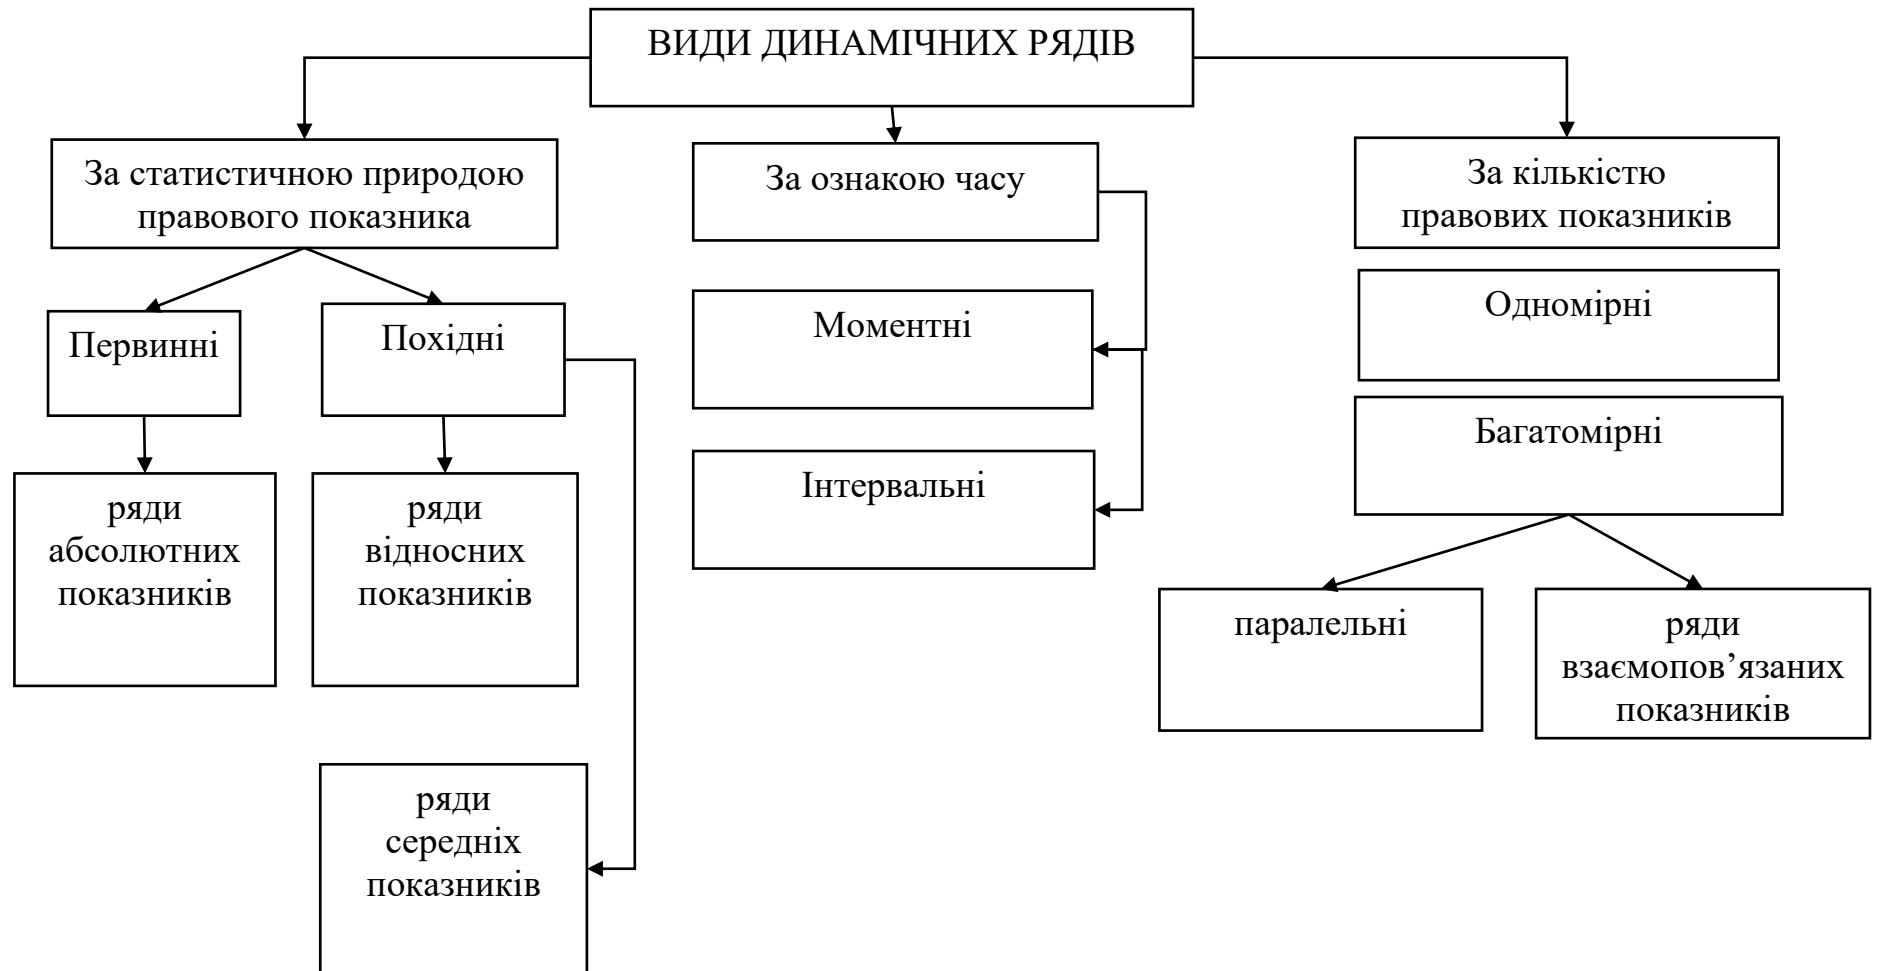 ВИДИ ДИНАМІЧНИХ РЯДІВ
За статистичною природою
правового показника
За ознакою часу
За кількістю
правових показників
Первинні
Похідні
Моментні
Одномірні
Багатомірні
Інтервальні
ряди
абсолютних
показників
ряди
відносних
показників
паралельні
ряди
взаємопов’язаних
показників
ряди
середніх
показників